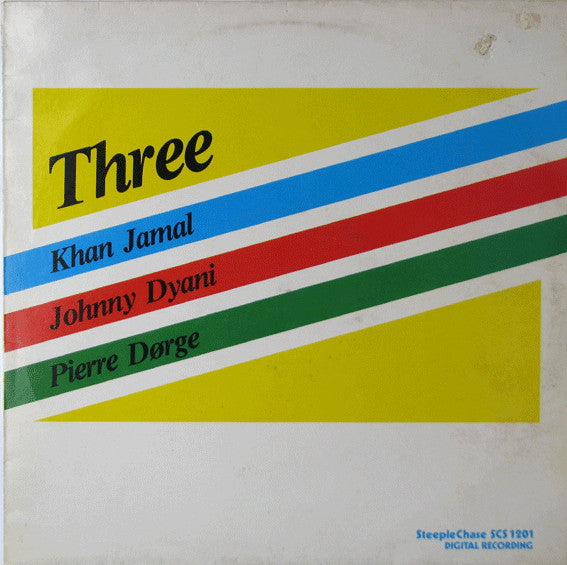 Three
Khan Jamal
Johnny Dyani
Pierre Dørge
SteepleChase SCS 1201
DIGITAL RECORDING